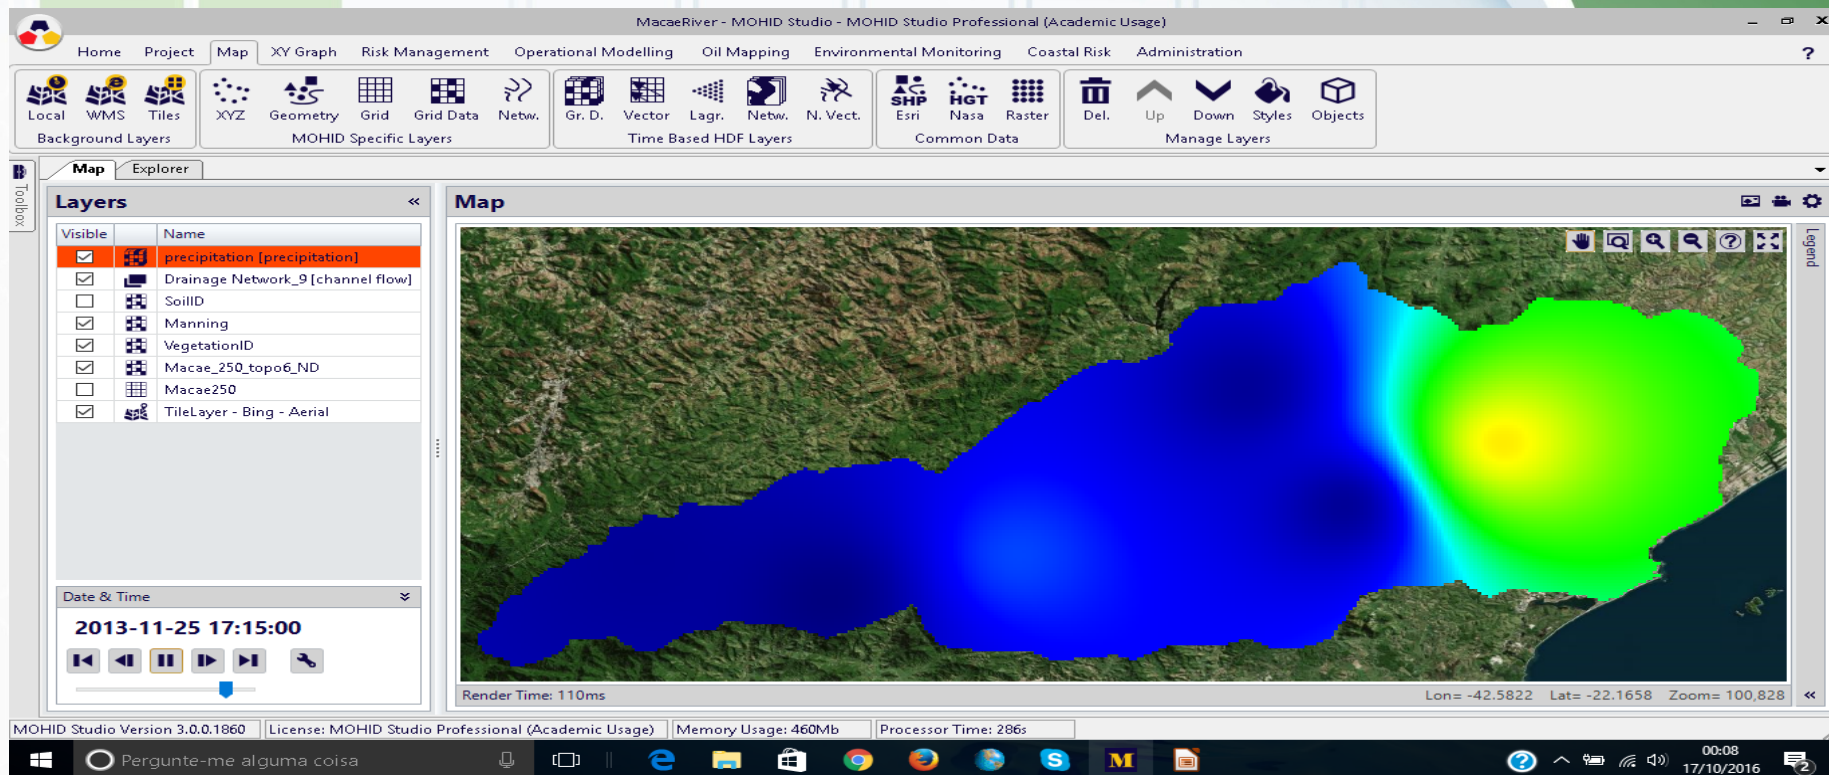 MacaeRiver - MOHID Studio - MOHID Studio Professional (Academic Usage)
Home Project Map XY Graph Risk Management Operational Modelling Oil Mapping Environmental Monitoring Coastal Risk Administration ?
SHP HGT
Local WMS Tiles XYZ Geometry Grid Grid Data Netw. Gr. D. Vector Lagr. Netw. N. Vect. Esri Nasa Raster Del. Up Down Styles Objects
Background Layers MOHID Specific Layers Time Based HDF Layers Common Data Manage Layers
Toolbox
Map Explorer
Layers «
Visible Name
precipitation [precipitation]
Drainage Network_9 [channel flow]
SoilID
Manning
VegetationID
Macae_250_topo6_ND
Macae250
TileLayer - Bing - Aerial
Date & Time
2013-11-25 17:15:00
Map
Legend
Render Time: 110ms Lon= -42.5822 Lat= -22.1658 Zoom= 100,828 «
MOHID Studio Version 3.0.0.1860 License: MOHID Studio Professional (Academic Usage) Memory Usage: 460Mb Processor Time: 286s
Pergunte-me alguma coisa
00:08
17/10/2016
2